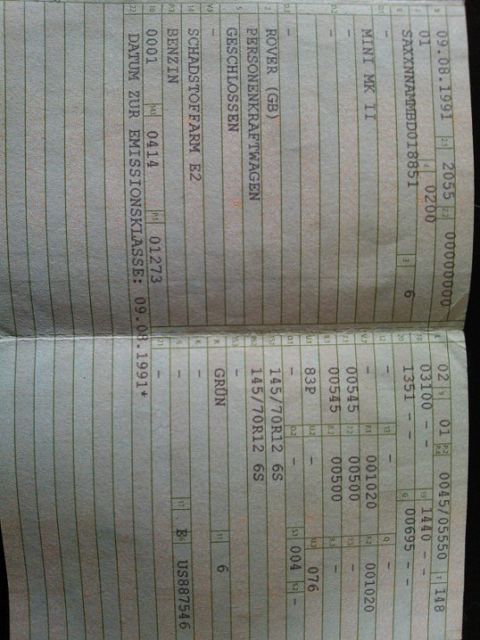 09.08.1991 2055 00000000
01 0200
SAXXNNAMMBD018851 6
-
MINI MK II
-
-
ROVER (GB)
PERSONENKRAFTWAGEN
GESCHLOSSEN
-
SCHADSTOFFARM E2
BENZIN
0001 0414 01273
DATUM ZUR EMISSIONSKLASSE: 09.08.1991*
02 01 0045/05550 148
03100 - - 1440 - -
1351 - - 00695 - -
- - -
001020 001020
00545 00500
00545 00500
- -
83P - 076
- 004 -
145/70R12 6S
145/70R12 6S
-
GRÜN 6
-
- E US887546
-